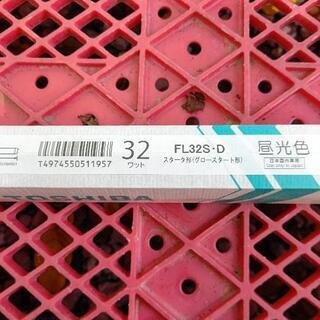 T4974550511957
32
ワット
FL32S・D
スタータ形(グロースタート形)
昼光色
日本国内専用
TOSHIBA